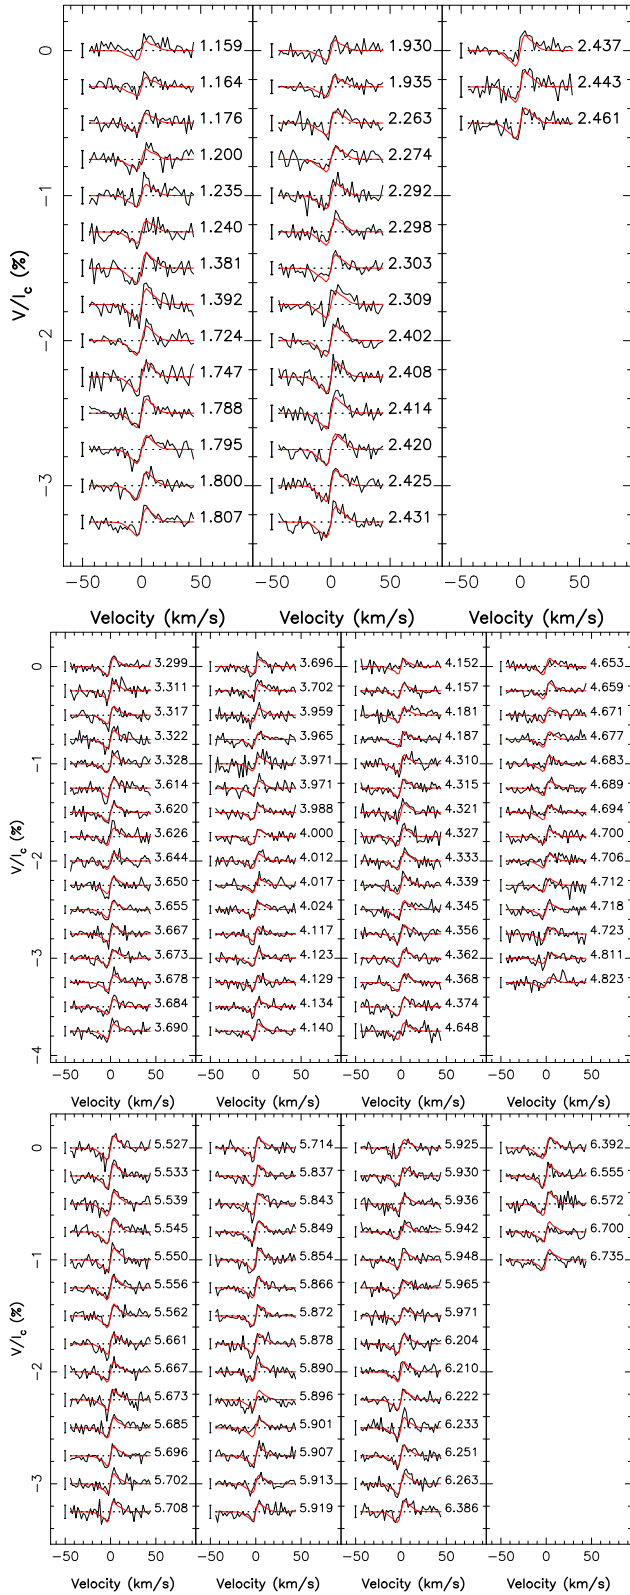 0 1.159 1.930 2.437
1.164 1.935 2.443
1.176 2.263 2.461
1.200 2.274
−1 1.235 2.292
1.240 2.298
1.381 2.303
1.392 2.309
−2 1.724 2.402
1.747 2.408
1.788 2.414
1.795 2.420
−3 1.800 2.425
1.807 2.431
V/Ic (%)
−50 0 50 −50 0 50 −50 0 50
Velocity (km/s) Velocity (km/s) Velocity (km/s)
0 3.299 3.696 4.152 4.653
3.311 3.702 4.157 4.659
3.317 3.959 4.181 4.671
3.322 3.965 4.187 4.677
−1 3.328 3.971 4.310 4.683
3.614 3.971 4.315 4.689
3.620 3.988 4.321 4.694
3.626 4.000 4.327 4.700
−2 3.644 4.012 4.333 4.706
3.650 4.017 4.339 4.712
3.655 4.024 4.345 4.718
3.667 4.117 4.356 4.723
−3 3.673 4.123 4.362 4.811
3.678 4.129 4.368 4.823
3.684 4.134 4.374
3.690 4.140 4.648
−4
V/Ic (%)
−50 0 50 −50 0 50 −50 0 50 −50 0 50
Velocity (km/s) Velocity (km/s) Velocity (km/s) Velocity (km/s)
0 5.527 5.714 5.925 6.392
5.533 5.837 5.930 6.555
5.539 5.843 5.936 6.572
5.545 5.849 5.942 6.700
−1 5.550 5.854 5.948 6.735
5.556 5.866 5.965
5.562 5.872 5.971
5.661 5.878 6.204
−2 5.667 5.890 6.210
5.673 5.896 6.222
5.685 5.901 6.233
5.696 5.907 6.251
−3 5.702 5.913 6.263
5.708 5.919 6.386
V/Ic (%)
−50 0 50 −50 0 50 −50 0 50 −50 0 50
Velocity (km/s) Velocity (km/s) Velocity (km/s) Velocity (km/s)